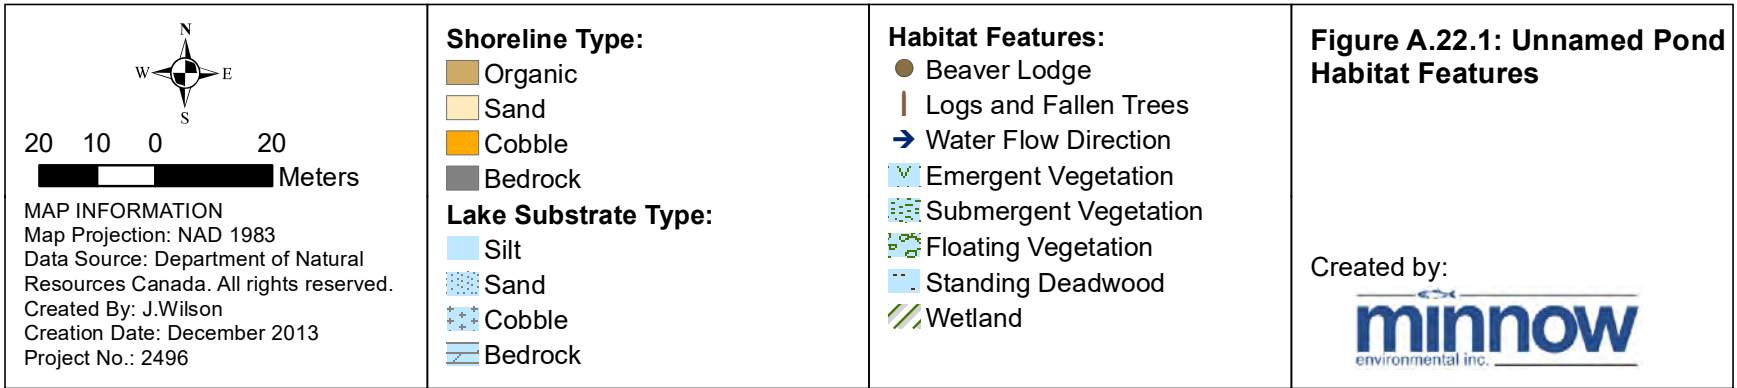 N
W E
S
20 10 0 20
Meters
MAP INFORMATION
Map Projection: NAD 1983
Data Source: Department of Natural
Resources Canada. All rights reserved.
Created By: J.Wilson
Creation Date: December 2013
Project No.: 2496
Shoreline Type:
Organic
Sand
Cobble
Bedrock
Lake Substrate Type:
Silt
Sand
Cobble
Bedrock
Habitat Features:
Beaver Lodge
Logs and Fallen Trees
Water Flow Direction
Emergent Vegetation
Submergent Vegetation
Floating Vegetation
Standing Deadwood
Wetland
Figure A.22.1: Unnamed Pond
Habitat Features
Created by:
minnow
environmental inc.